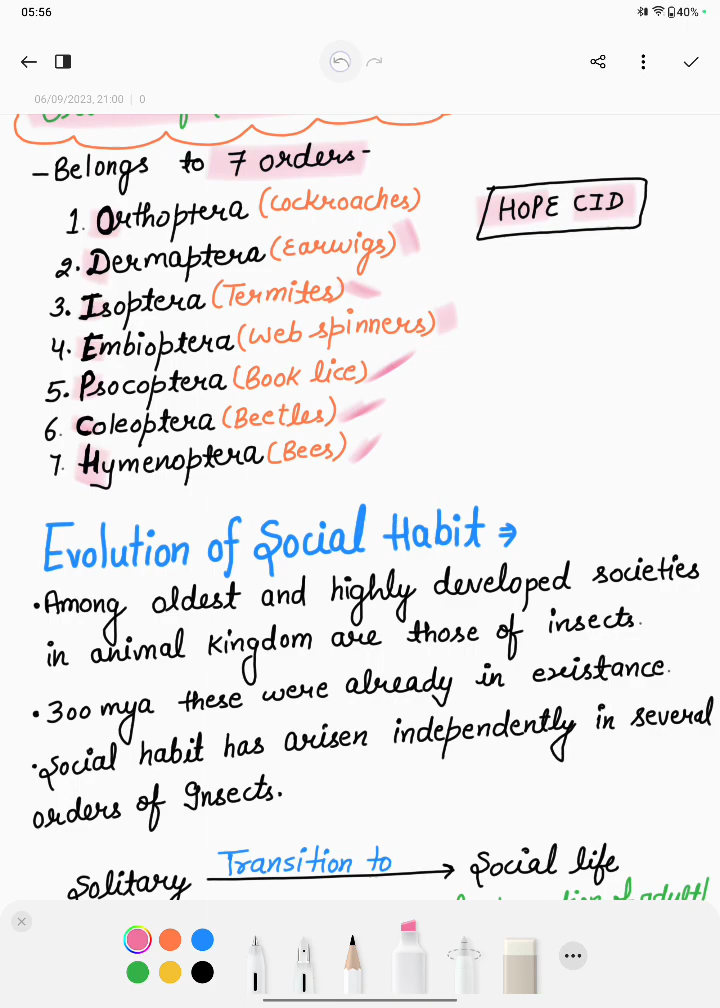 05:56
40%
06/09/2023, 21:00 | 0
- Belongs to 7 orders -
1. Orthoptera (Cockroaches)
HOPE CID
2. Dermaptera (Earwigs)
3. Isoptera (Termites)
4. Embioptera (Web spinners)
5. Psocoptera (Book lice)
6. Coleoptera (Beetles)
7. Hymenoptera (Bees)
Evolution of Social Habit →
• Among oldest and highly developed societies
in animal kingdom are those of insects.
• 300 mya these were already in existance.
• Social habit has arisen independently in several
orders of Insects.
Solitary Transition to → Social life